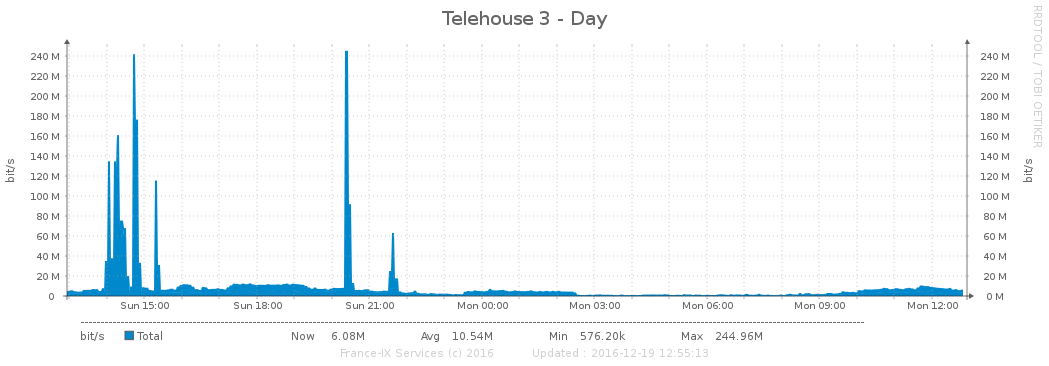 Telehouse 3 - Day
RRDTOOL / TOBI OETIKER
bit/s
bit/s
240 M 240 M
220 M 220 M
200 M 200 M
180 M 180 M
160 M 160 M
140 M 140 M
120 M 120 M
100 M 100 M
80 M 80 M
60 M 60 M
40 M 40 M
20 M 20 M
0 0 M
Sun 15:00 Sun 18:00 Sun 21:00 Mon 00:00 Mon 03:00 Mon 06:00 Mon 09:00 Mon 12:00
bit/s Total Now 6.08M Avg 10.54M Min 576.20k Max 244.96M
France-IX Services (c) 2016 Updated : 2016-12-19 12:55:13